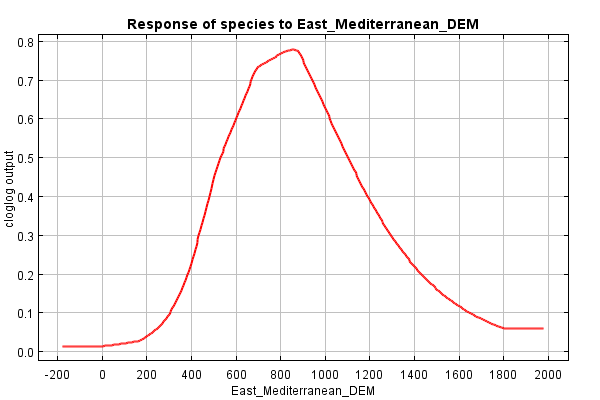 Response of species to East_Mediterranean_DEM
0.8
0.7
0.6
0.5
0.4
0.3
0.2
0.1
0.0
cloglog output
-200 0 200 400 600 800 1000 1200 1400 1600 1800 2000
East_Mediterranean_DEM